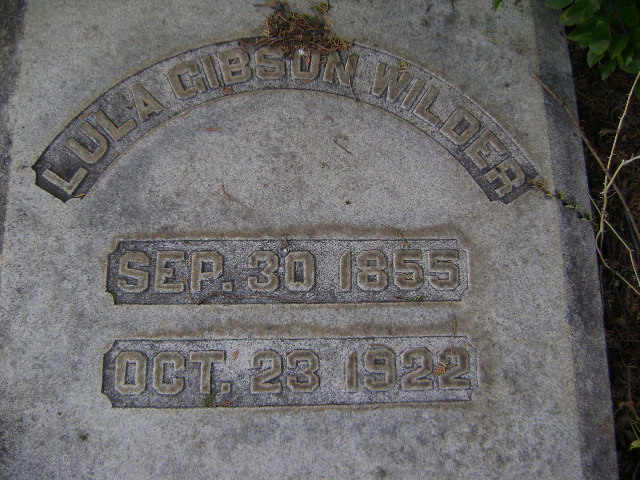 LULA GIBSON WILDER
SEP. 30 1855
OCT. 23 1922